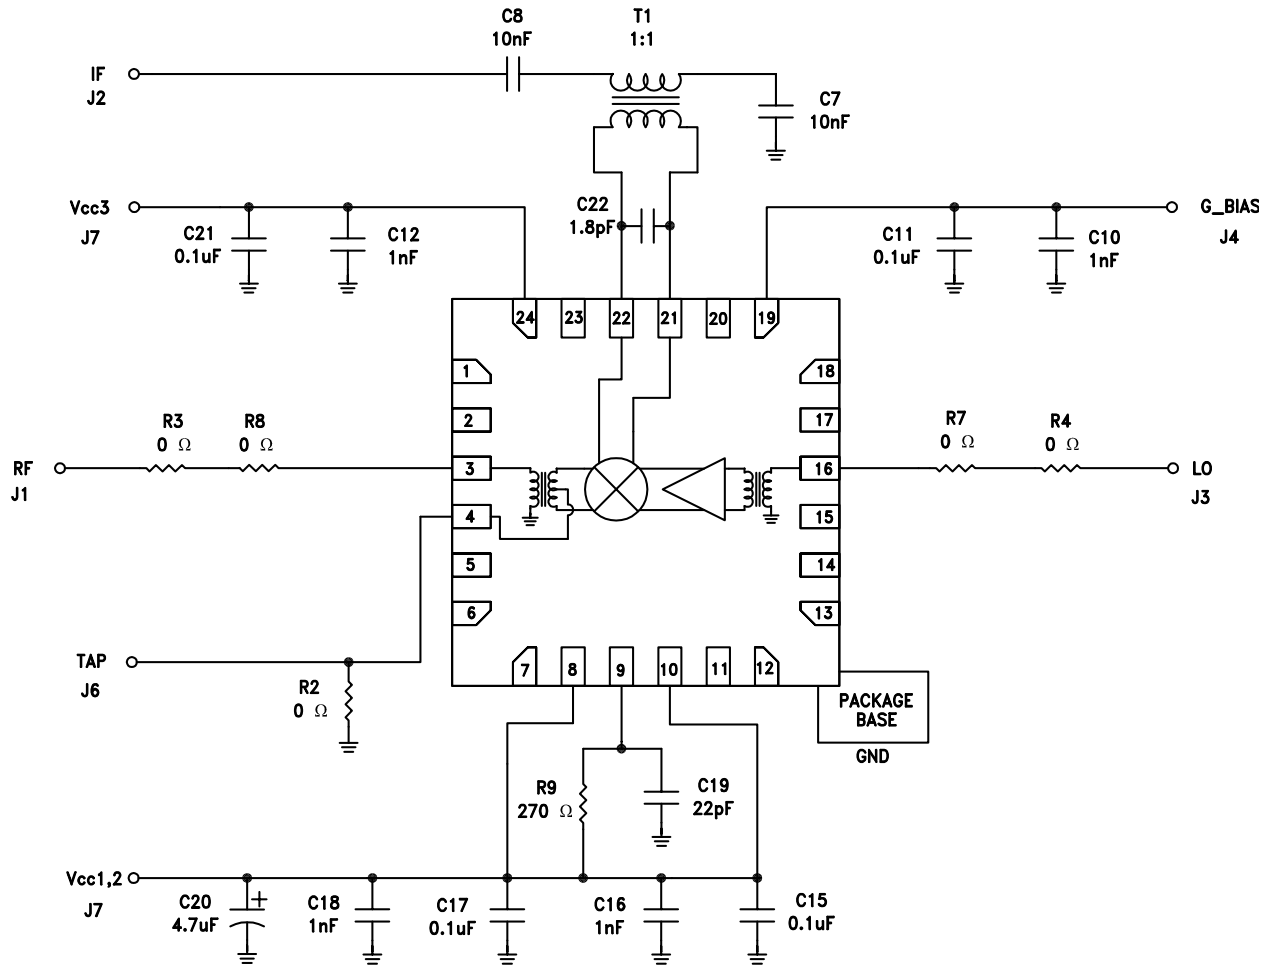 C8
10nF
T1
1:1
IF
J2
C7
10nF
Vcc3
J7
C21
0.1uF
C12
1nF
C22
1.8pF
C11
0.1uF
C10
1nF
G_BIAS
J4
24
23
22
21
20
19
1
2
3
4
5
6
18
17
16
15
14
13
7
8
9
10
11
12
RF
J1
R3
0 Ω
R8
0 Ω
R7
0 Ω
R4
0 Ω
LO
J3
TAP
J6
R2
0 Ω
PACKAGE
BASE
GND
R9
270 Ω
C19
22pF
Vcc1,2
J7
C20
4.7uF
+
C18
1nF
C17
0.1uF
C16
1nF
C15
0.1uF